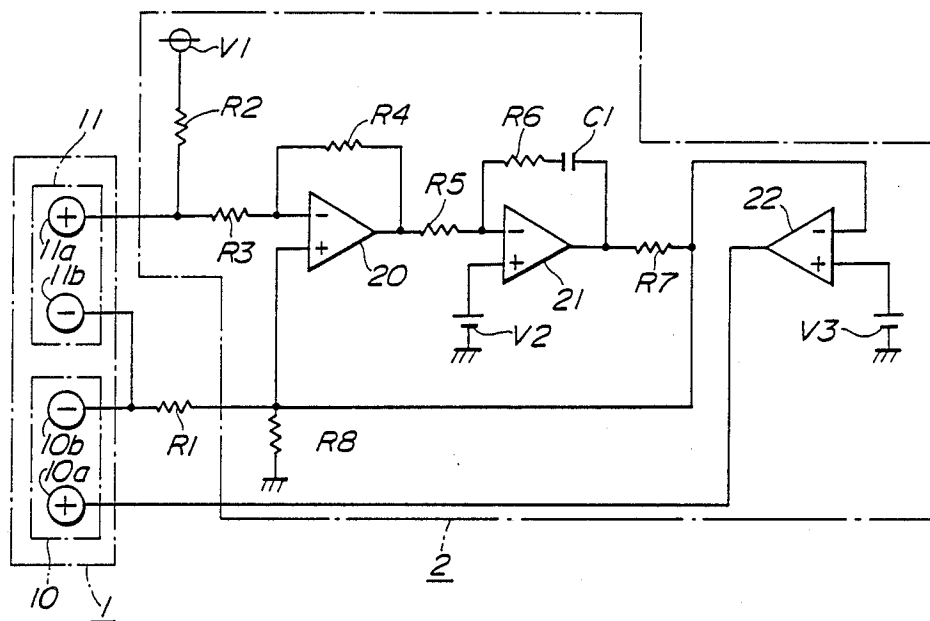 V1
R2
11
R4
R6
C1
+
11a
R3
-
+
20
R5
-
+
21
R7
22
-
+
11b
-
V2
V3
-
10b
R1
R8
10a
+
10
1
2